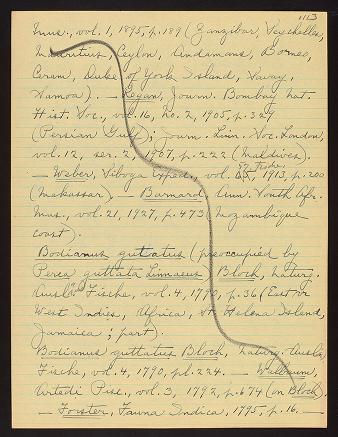 1113
Mus., vol. 1, 1895, p. 189 (Zanzibar, Seychelles,
Mauritius, Ceylon, Andamans, Borneo,
Ceram, Duke of York Island, Savay,
Samoa). — Regan, Journ. Bombay Nat.
Hist. Soc., vol. 16, no. 2, 1905, p. 327
(Persian Gulf); Journ. Linn. Soc. London,
vol. 12, ser. 2, 1907, p. 222 (Maldives).
— Weber, Siboga Exped., vol. Fische, 1913, p. 200
(Makassar). — Barnard, Ann. South Afr.
Mus., vol. 21, 1927, p. 473 (Mozambique
coast).
Bodianus guttatus (preoccupied by
Perca guttata Linnaeus) Bloch, Naturg.
Ausl. Fische, vol. 4, 1790, p. 36 (East or
West Indies, Africa, St. Helena Island,
Jamaica; part).
Bodianus guttatus Bloch, Naturg. Ausl.
Fische, vol. 4, 1790, pl. 224. — Walbaum,
Artedi Pisc., vol. 3, 1792, p. 674 (on Bloch).
— Forster, Fauna Indica, 1795, p. 16. —